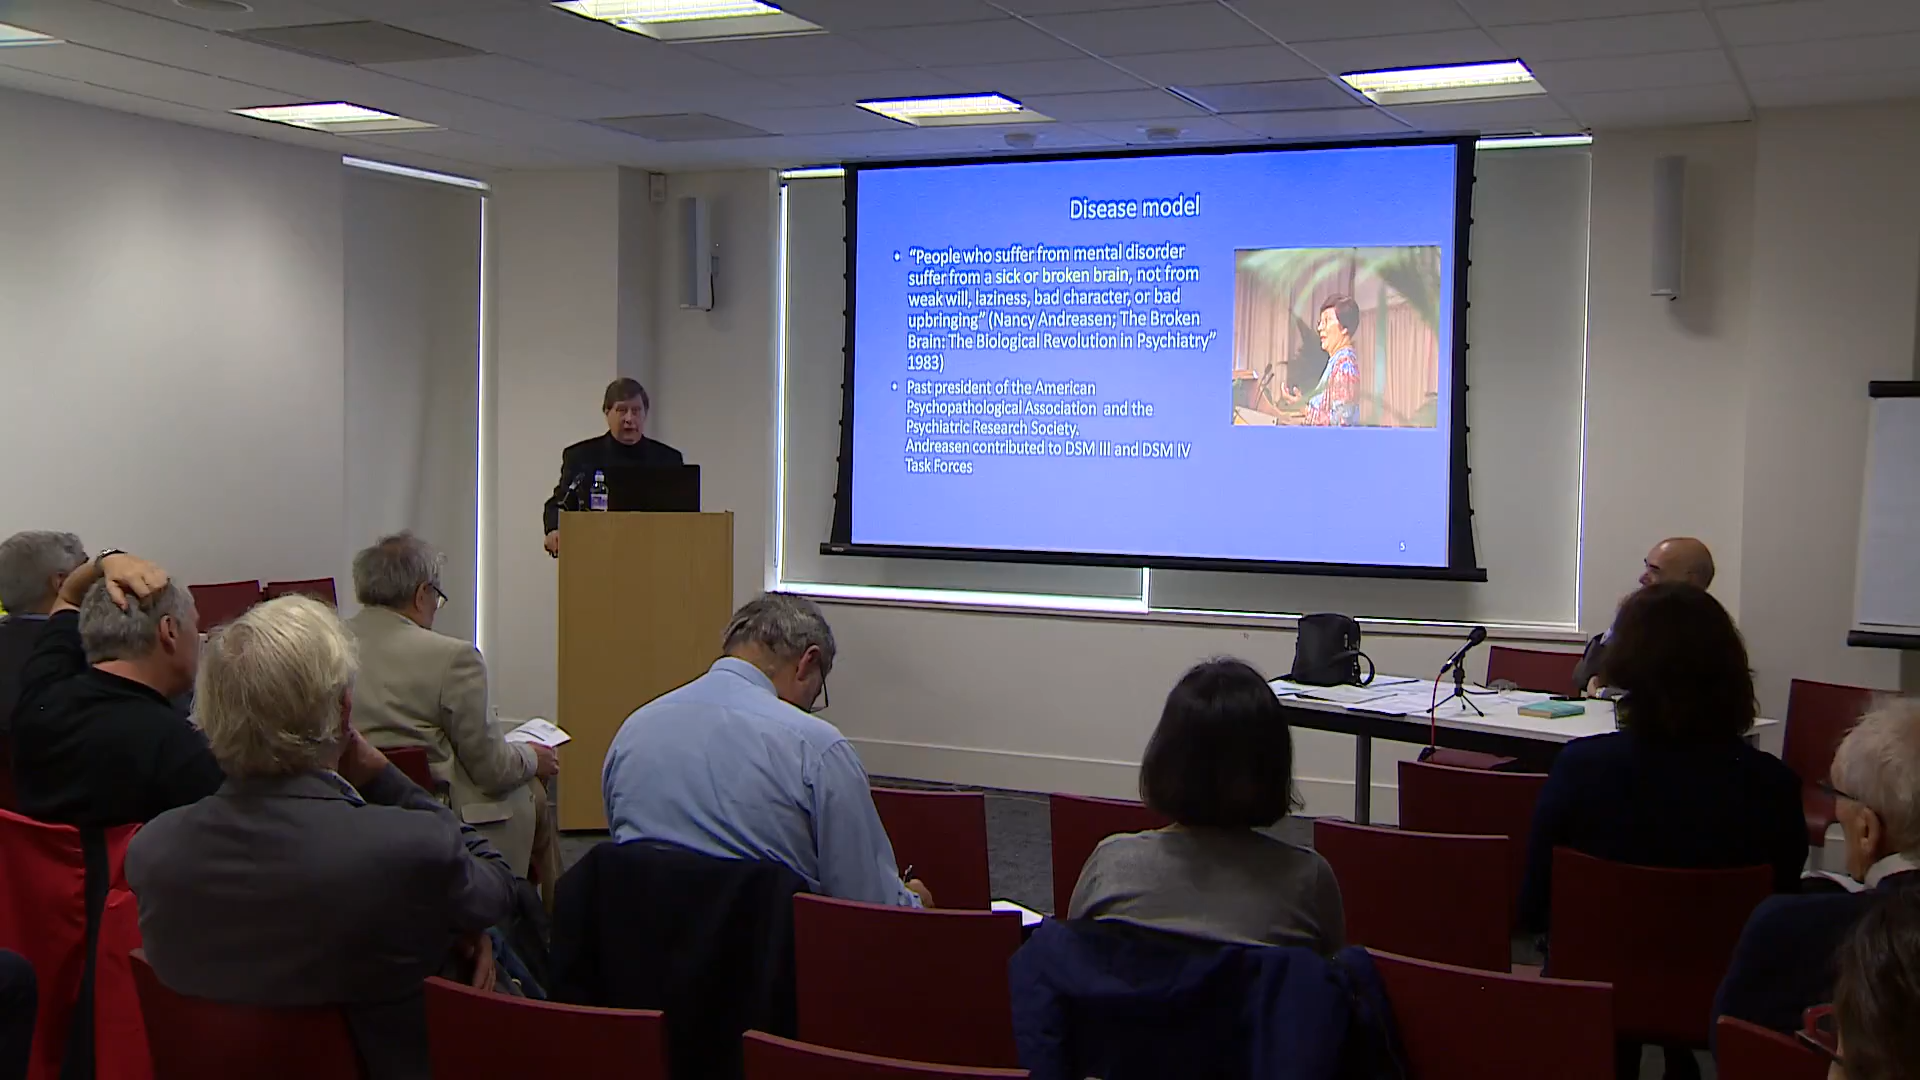 Disease model
• “People who suffer from mental disorder
suffer from a sick or broken brain, not from
weak will, laziness, bad character, or bad
upbringing” (Nancy Andreasen; The Broken
Brain: The Biological Revolution in Psychiatry”
1983)
• Past president of the American
Psychopathological Association and the
Psychiatric Research Society.
Andreasen contributed to DSM III and DSM IV
Task Forces
5